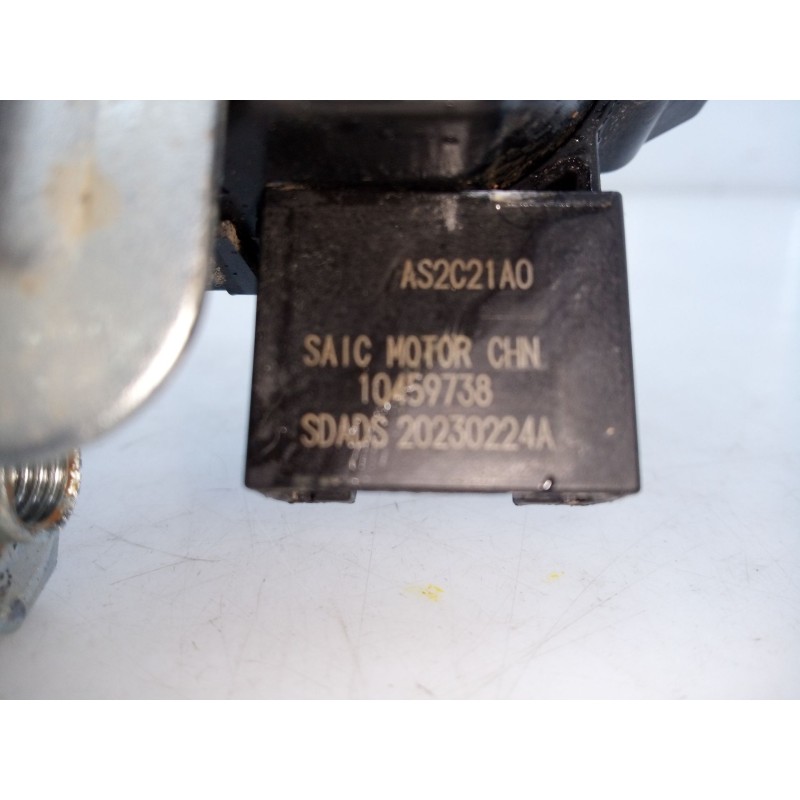 AS2C21A0
SAIC MOTOR CHN
10459738
SDADS 20230224A